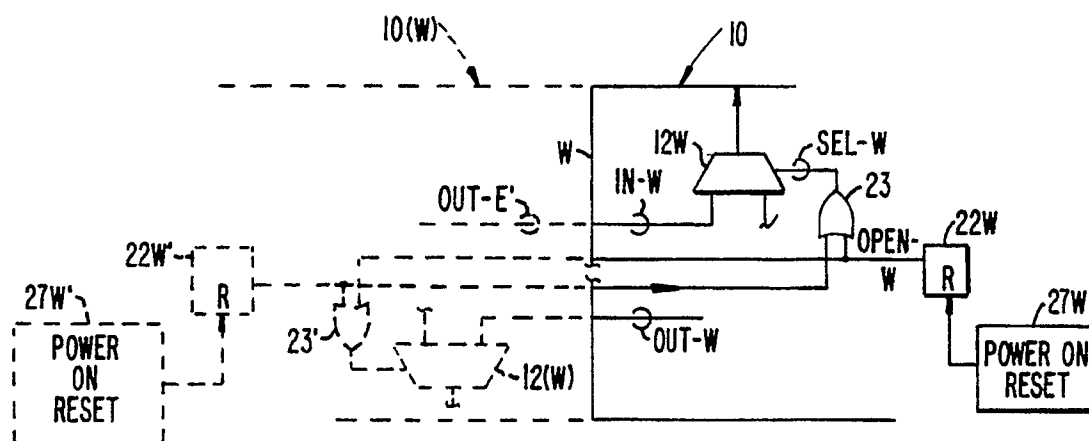 10(W)
10
W
12W
SEL-W
IN-W
23
OUT-E'
OPEN-
W
22W
R
22W'
R
27W'
POWER
ON
RESET
23'
12(W)
OUT-W
27W
POWER ON
RESET